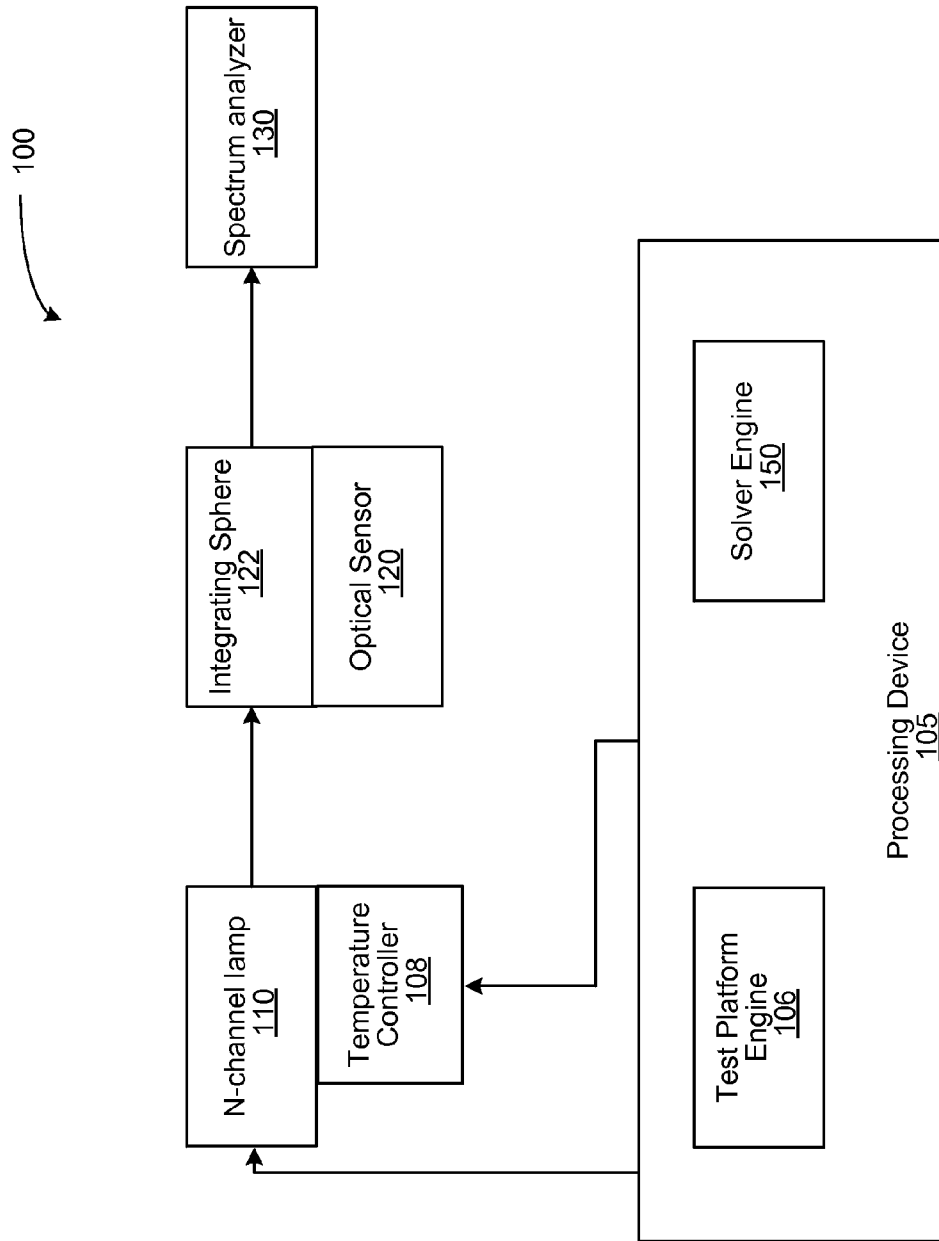 100
N-channel lamp
110
Integrating Sphere
122
Spectrum analyzer
130
Temperature
Controller
108
Optical Sensor
120
Test Platform
Engine
106
Solver Engine
150
Processing Device
105